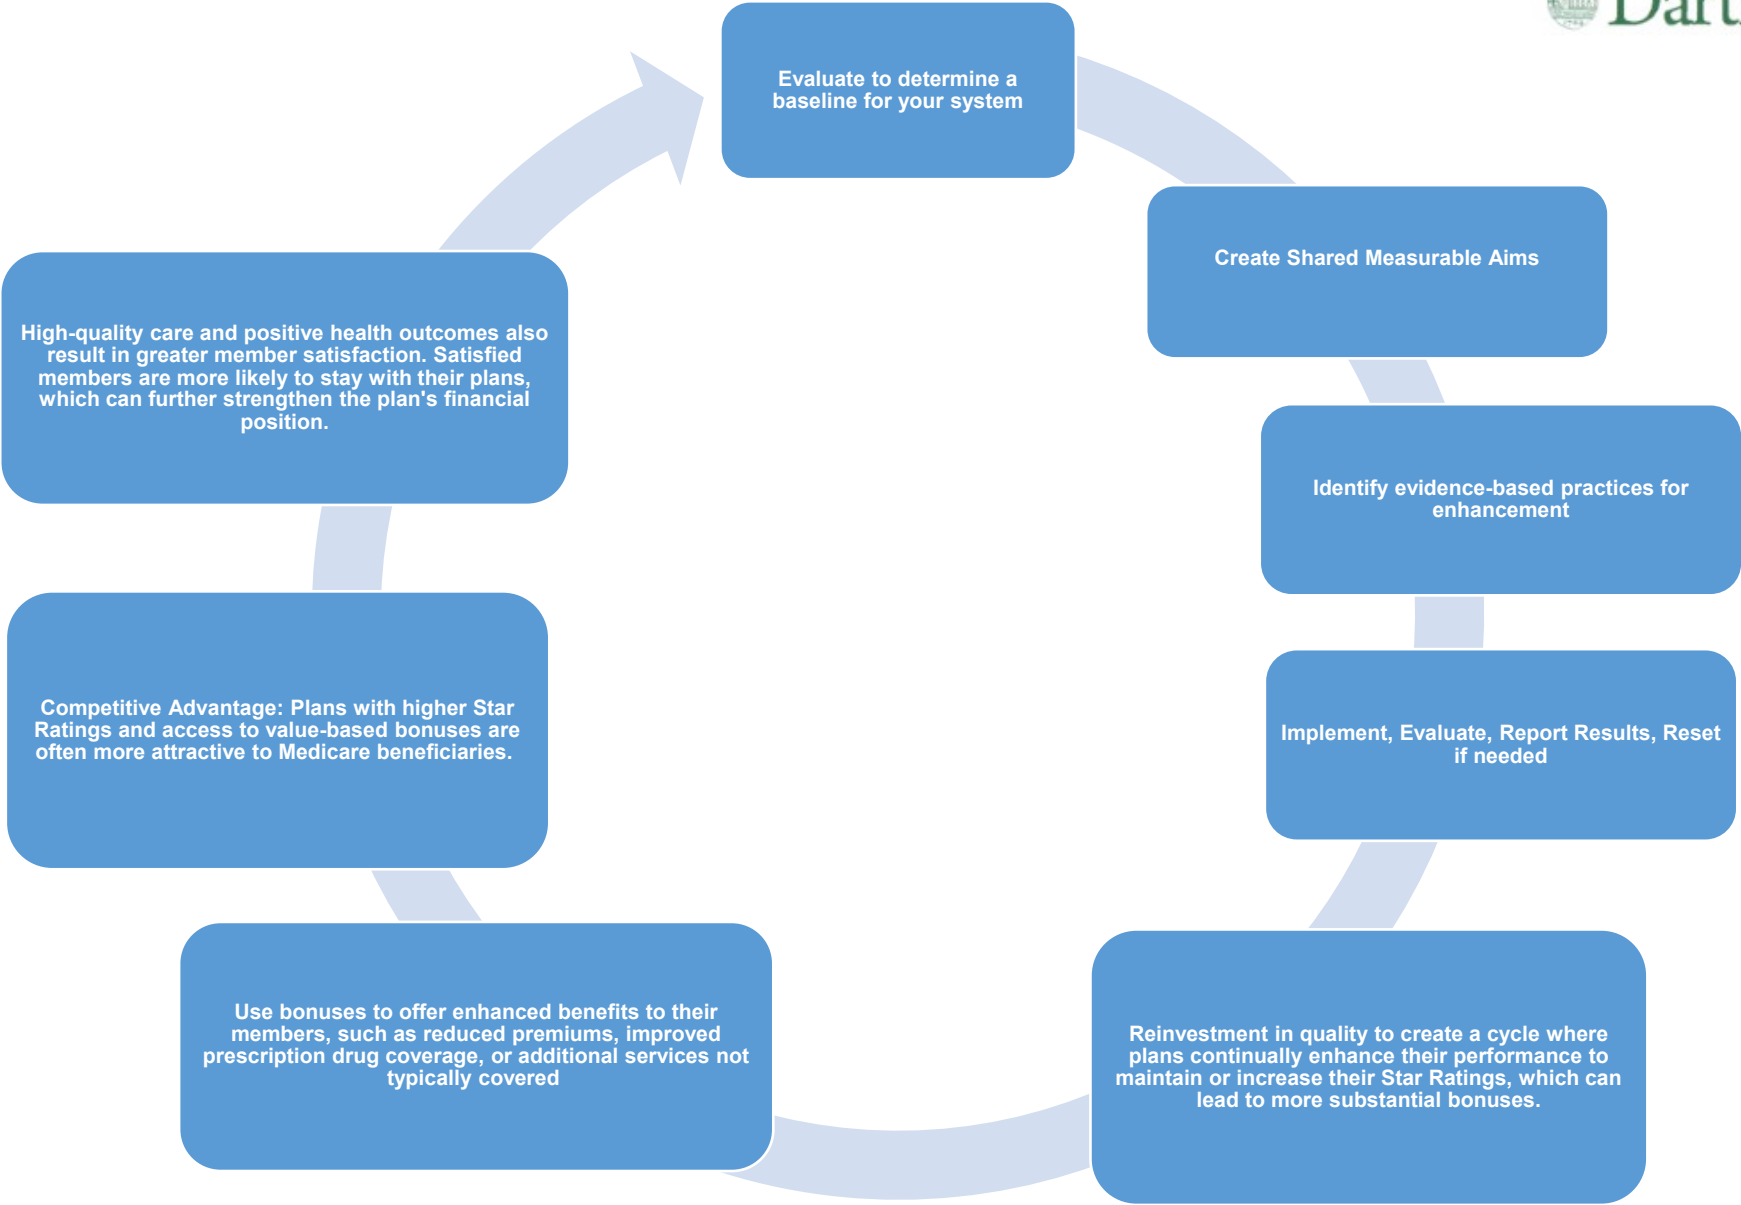 Evaluate to determine a
baseline for your system
Create Shared Measurable Aims
Identify evidence-based practices for
enhancement
Implement, Evaluate, Report Results, Reset
if needed
Reinvestment in quality to create a cycle where
plans continually enhance their performance to
maintain or increase their Star Ratings, which can
lead to more substantial bonuses.
Use bonuses to offer enhanced benefits to their
members, such as reduced premiums, improved
prescription drug coverage, or additional services not
typically covered
Competitive Advantage: Plans with higher Star
Ratings and access to value-based bonuses are
often more attractive to Medicare beneficiaries.
High-quality care and positive health outcomes also
result in greater member satisfaction. Satisfied
members are more likely to stay with their plans,
which can further strengthen the plan's financial
position.